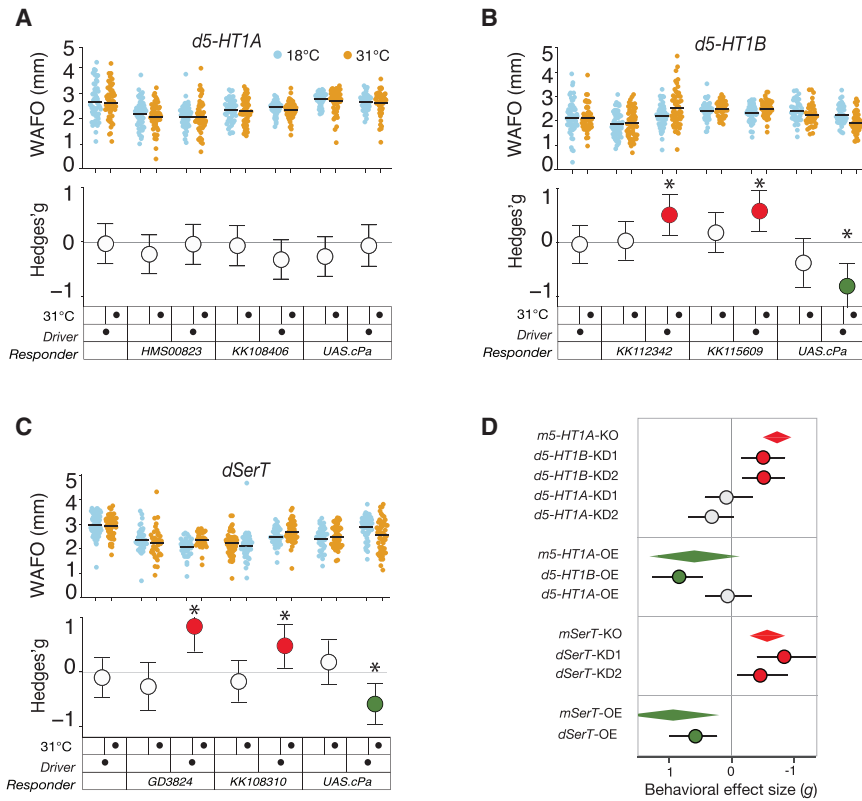 A
d5-HT1A
18°C 31°C
WAFO (mm)
5
4
3
2
1
0
Hedges'g
1
0
−1
31°C
Driver
Responder
HMS00823 KK108406 UAS.cPa
B
d5-HT1B
WAFO (mm)
5
4
3
2
1
0
Hedges'g
* * *
1
0
−1
31°C
Driver
Responder
KK112342 KK115609 UAS.cPa
C
dSerT
WAFO (mm)
5
4
3
2
1
0
Hedges'g
* * *
1
0
−1
31°C
Driver
Responder
GD3824 KK108310 UAS.cPa
D
m5-HT1A-KO
d5-HT1B-KD1
d5-HT1B-KD2
d5-HT1A-KD1
d5-HT1A-KD2
m5-HT1A-OE
d5-HT1B-OE
d5-HT1A-OE
mSerT-KO
dSerT-KD1
dSerT-KD2
mSerT-OE
dSerT-OE
1 0 -1
Behavioral effect size (g)